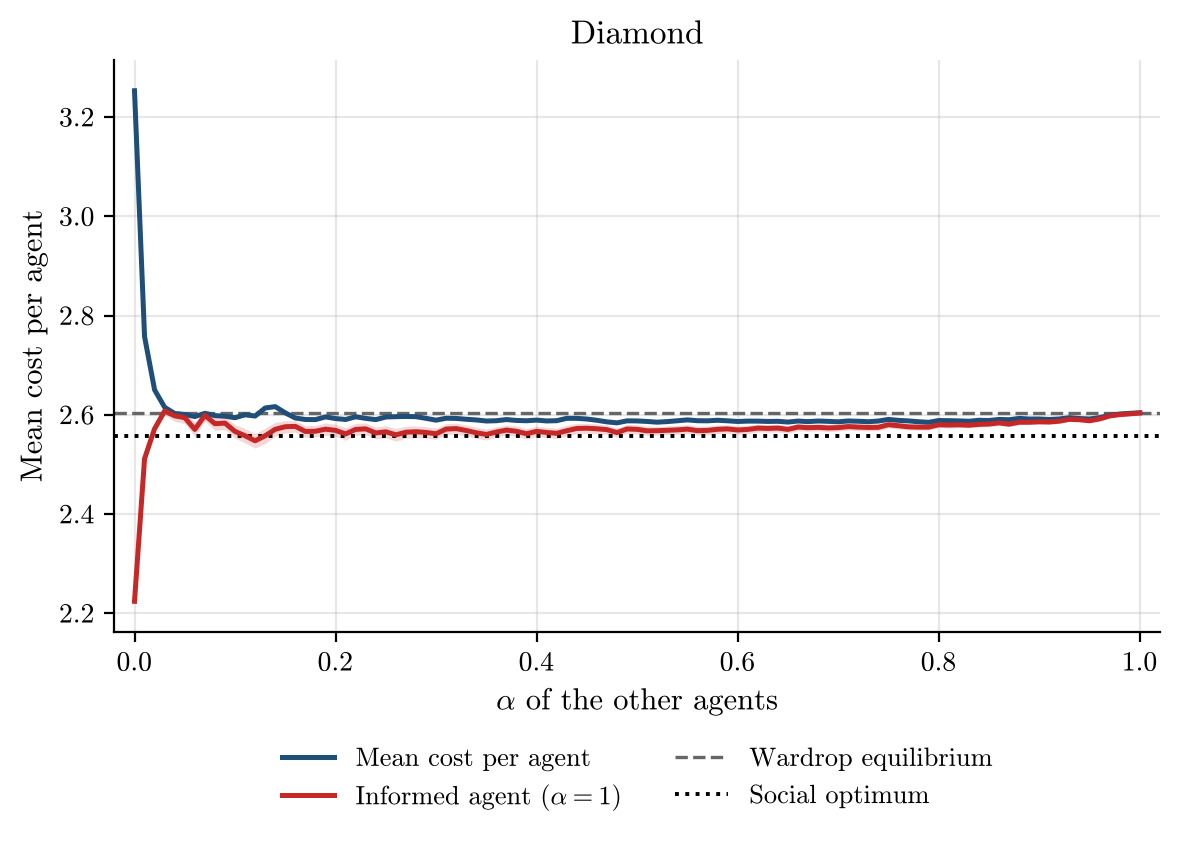 Diamond
Mean cost per agent
3.2
3.0
2.8
2.6
2.4
2.2
0.0 0.2 0.4 0.6 0.8 1.0
α of the other agents
Mean cost per agent
Informed agent (α = 1)
Wardrop equilibrium
Social optimum